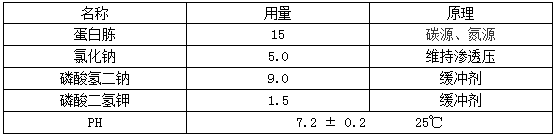 名称 用量 原理
蛋白胨 15 碳源、氮源
氯化钠 5.0 维持渗透压
磷酸氢二钠 9.0 缓冲剂
磷酸二氢钾 1.5 缓冲剂
PH 7.2 ± 0.2 25℃